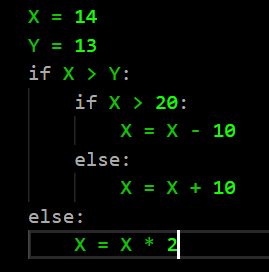 X = 14
Y = 13
if X > Y:
    if X > 20:
        X = X - 10
    else:
        X = X + 10
else:
    X = X * 2